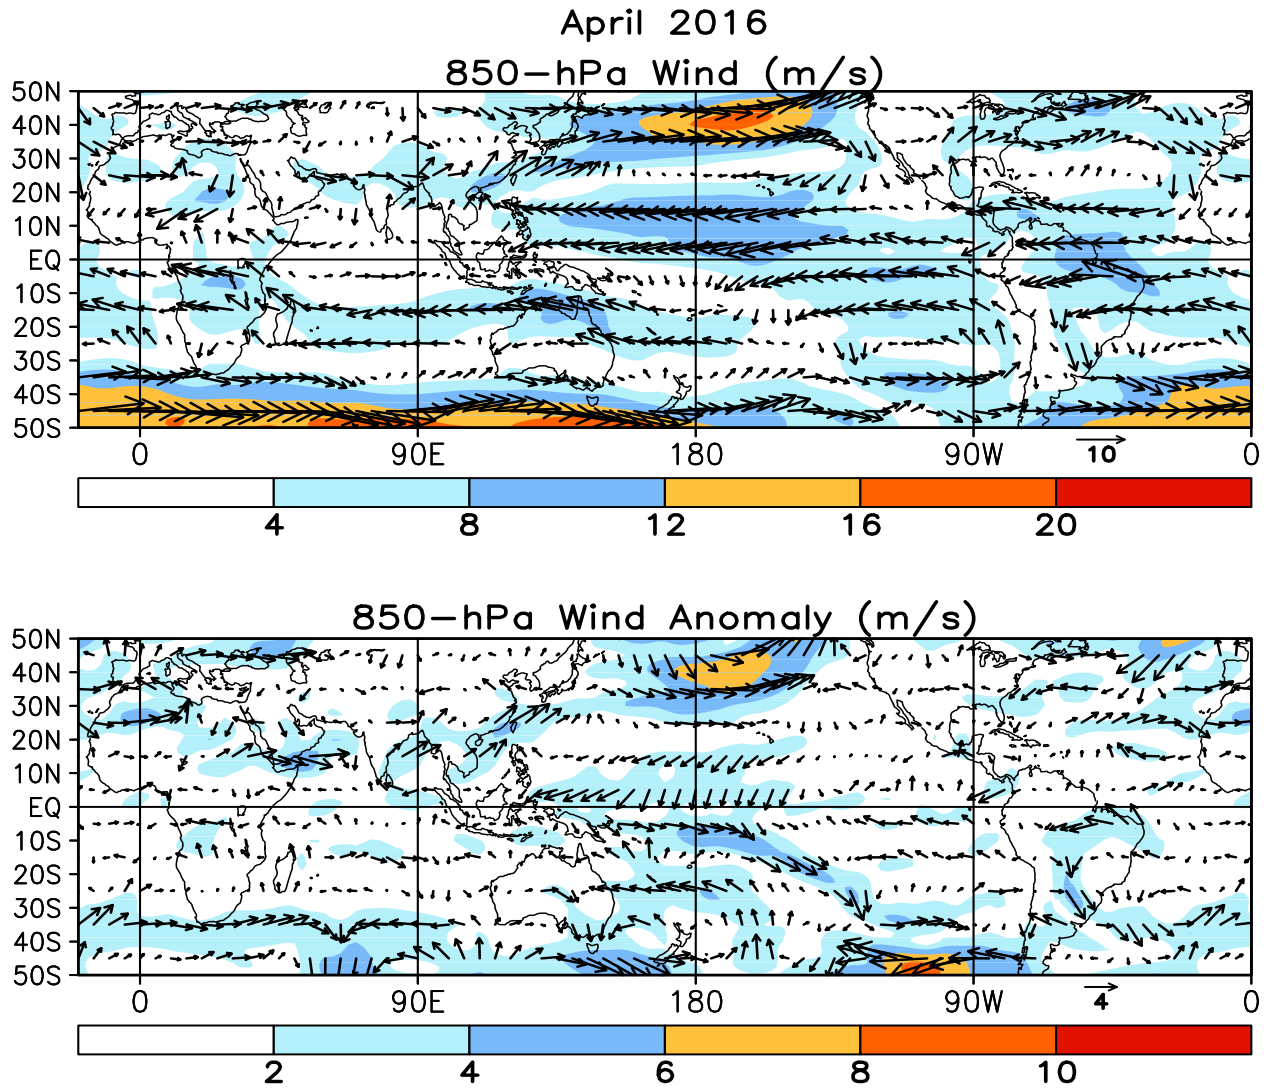 April 2016
850-hPa Wind (m/s)
50N
40N
30N
20N
10N
EQ
10S
20S
30S
40S
50S
0 90E 180 90W 0
10
4 8 12 16 20
850-hPa Wind Anomaly (m/s)
50N
40N
30N
20N
10N
EQ
10S
20S
30S
40S
50S
0 90E 180 90W 0
4
2 4 6 8 10